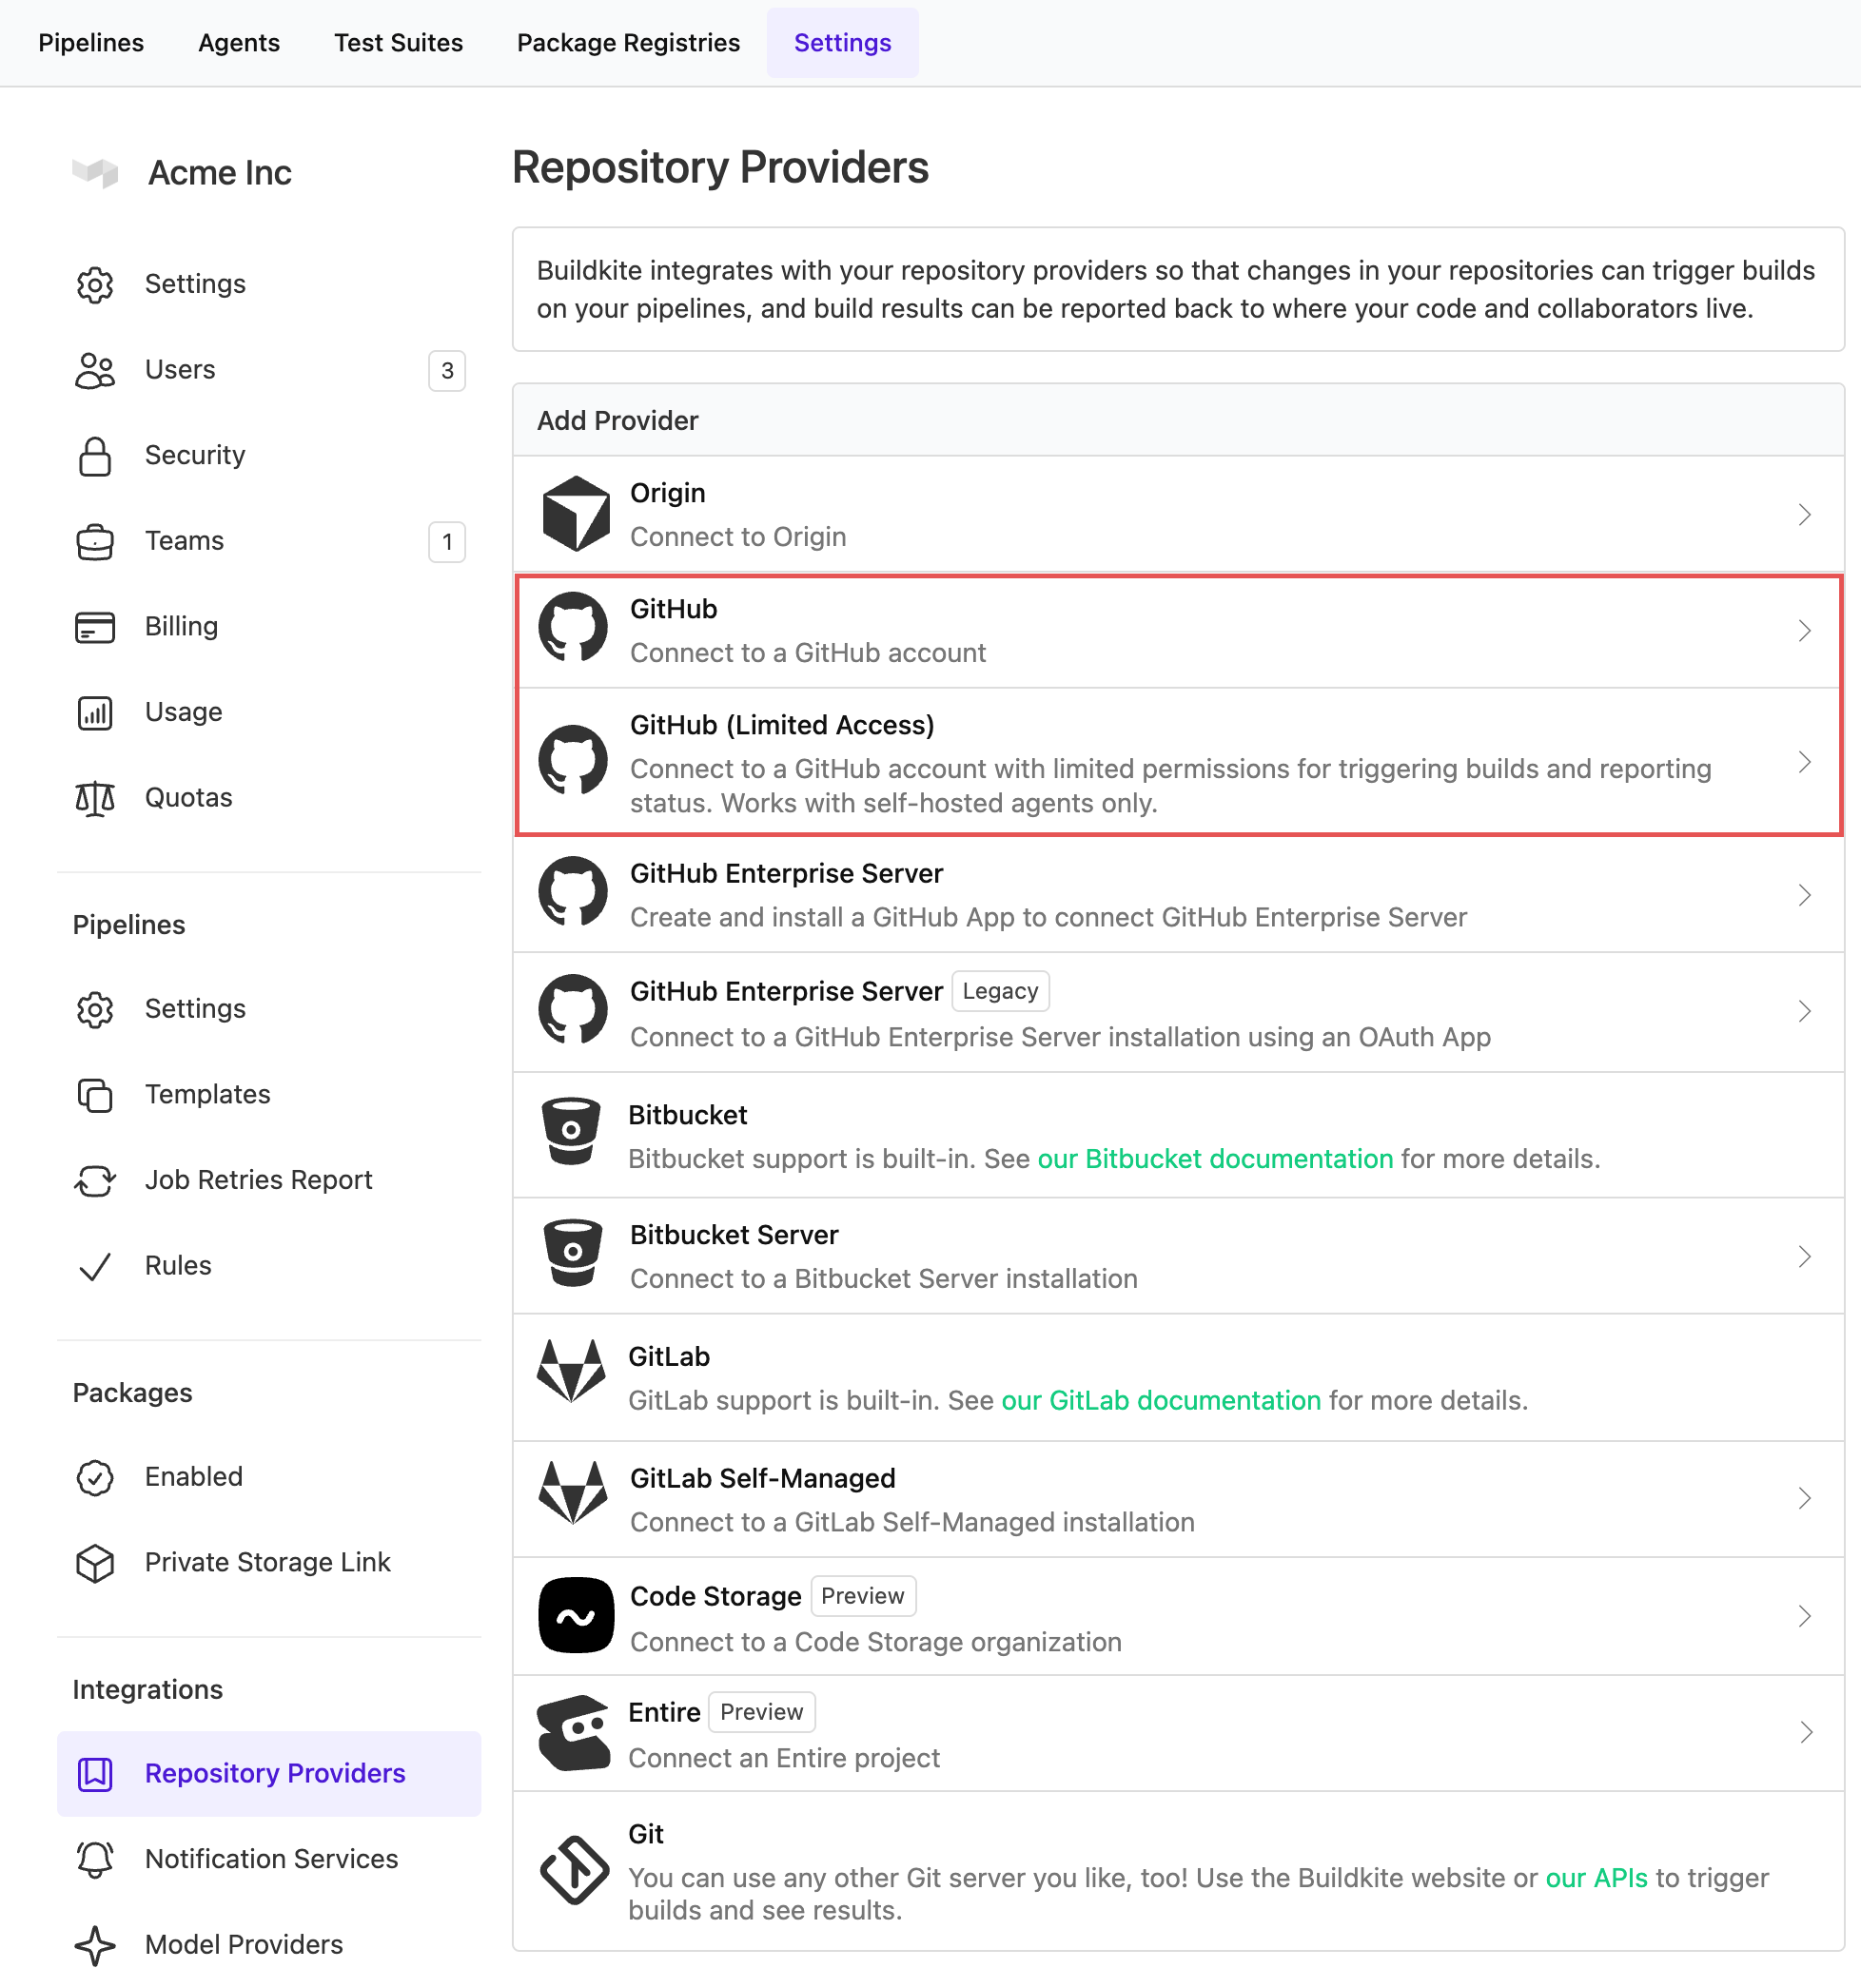 Pipelines
Agents
Test Suites
Package Registries
Settings
Acme Inc
Settings
Users
3
Security
Teams
1
Billing
Usage
Quotas
Pipelines
Settings
Templates
Job Retries Report
Rules
Packages
Enabled
Private Storage Link
Integrations
Repository Providers
Notification Services
Model Providers
Repository Providers
Buildkite integrates with your repository providers so that changes in your repositories can trigger builds
on your pipelines, and build results can be reported back to where your code and collaborators live.
Add Provider
Origin
Connect to Origin
GitHub
Connect to a GitHub account
GitHub (Limited Access)
Connect to a GitHub account with limited permissions for triggering builds and reporting
status. Works with self-hosted agents only.
GitHub Enterprise Server
Create and install a GitHub App to connect GitHub Enterprise Server
GitHub Enterprise Server Legacy
Connect to a GitHub Enterprise Server installation using an OAuth App
Bitbucket
Bitbucket support is built-in. See our Bitbucket documentation for more details.
Bitbucket Server
Connect to a Bitbucket Server installation
GitLab
GitLab support is built-in. See our GitLab documentation for more details.
GitLab Self-Managed
Connect to a GitLab Self-Managed installation
Code Storage Preview
Connect to a Code Storage organization
Entire Preview
Connect an Entire project
Git
You can use any other Git server you like, too! Use the Buildkite website or our APIs to trigger
builds and see results.